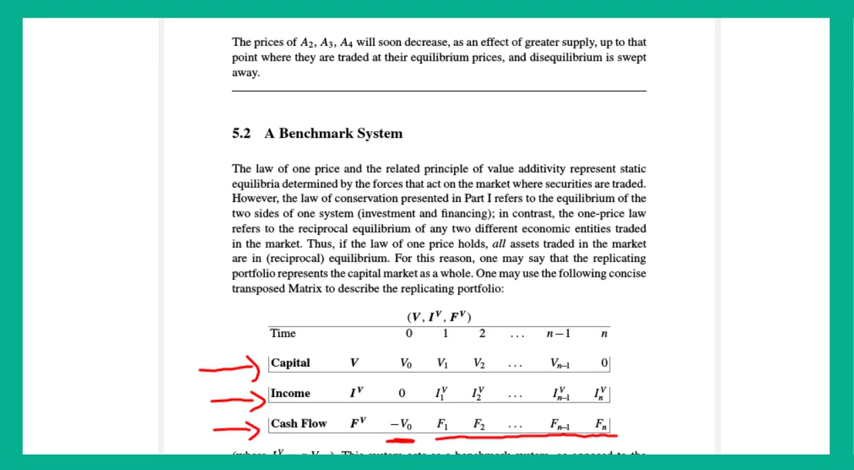 The prices of A2, A3, A4 will soon decrease, as an effect of greater supply, up to that
point where they are traded at their equilibrium prices, and disequilibrium is swept
away.
5.2 A Benchmark System
The law of one price and the related principle of value additivity represent static
equilibria determined by the forces that act on the market where securities are traded.
However, the law of conservation presented in Part I refers to the equilibrium of the
two sides of one system (investment and financing); in contrast, the one-price law
refers to the reciprocal equilibrium of any two different economic entities traded
in the market. Thus, if the law of one price holds, all assets traded in the market
are in (reciprocal) equilibrium. For this reason, one may say that the replicating
portfolio represents the capital market as a whole. One may use the following concise
transposed Matrix to describe the replicating portfolio:
(V, I^V, F^V)
Time 0 1 2 ... n−1 n
Capital V V0 V1 V2 ... Vn−1 0
Income I^V 0 I^V_1 I^V_2 ... I^V_n−1 I^V_n
Cash Flow F^V −V0 F1 F2 ... Fn−1 Fn